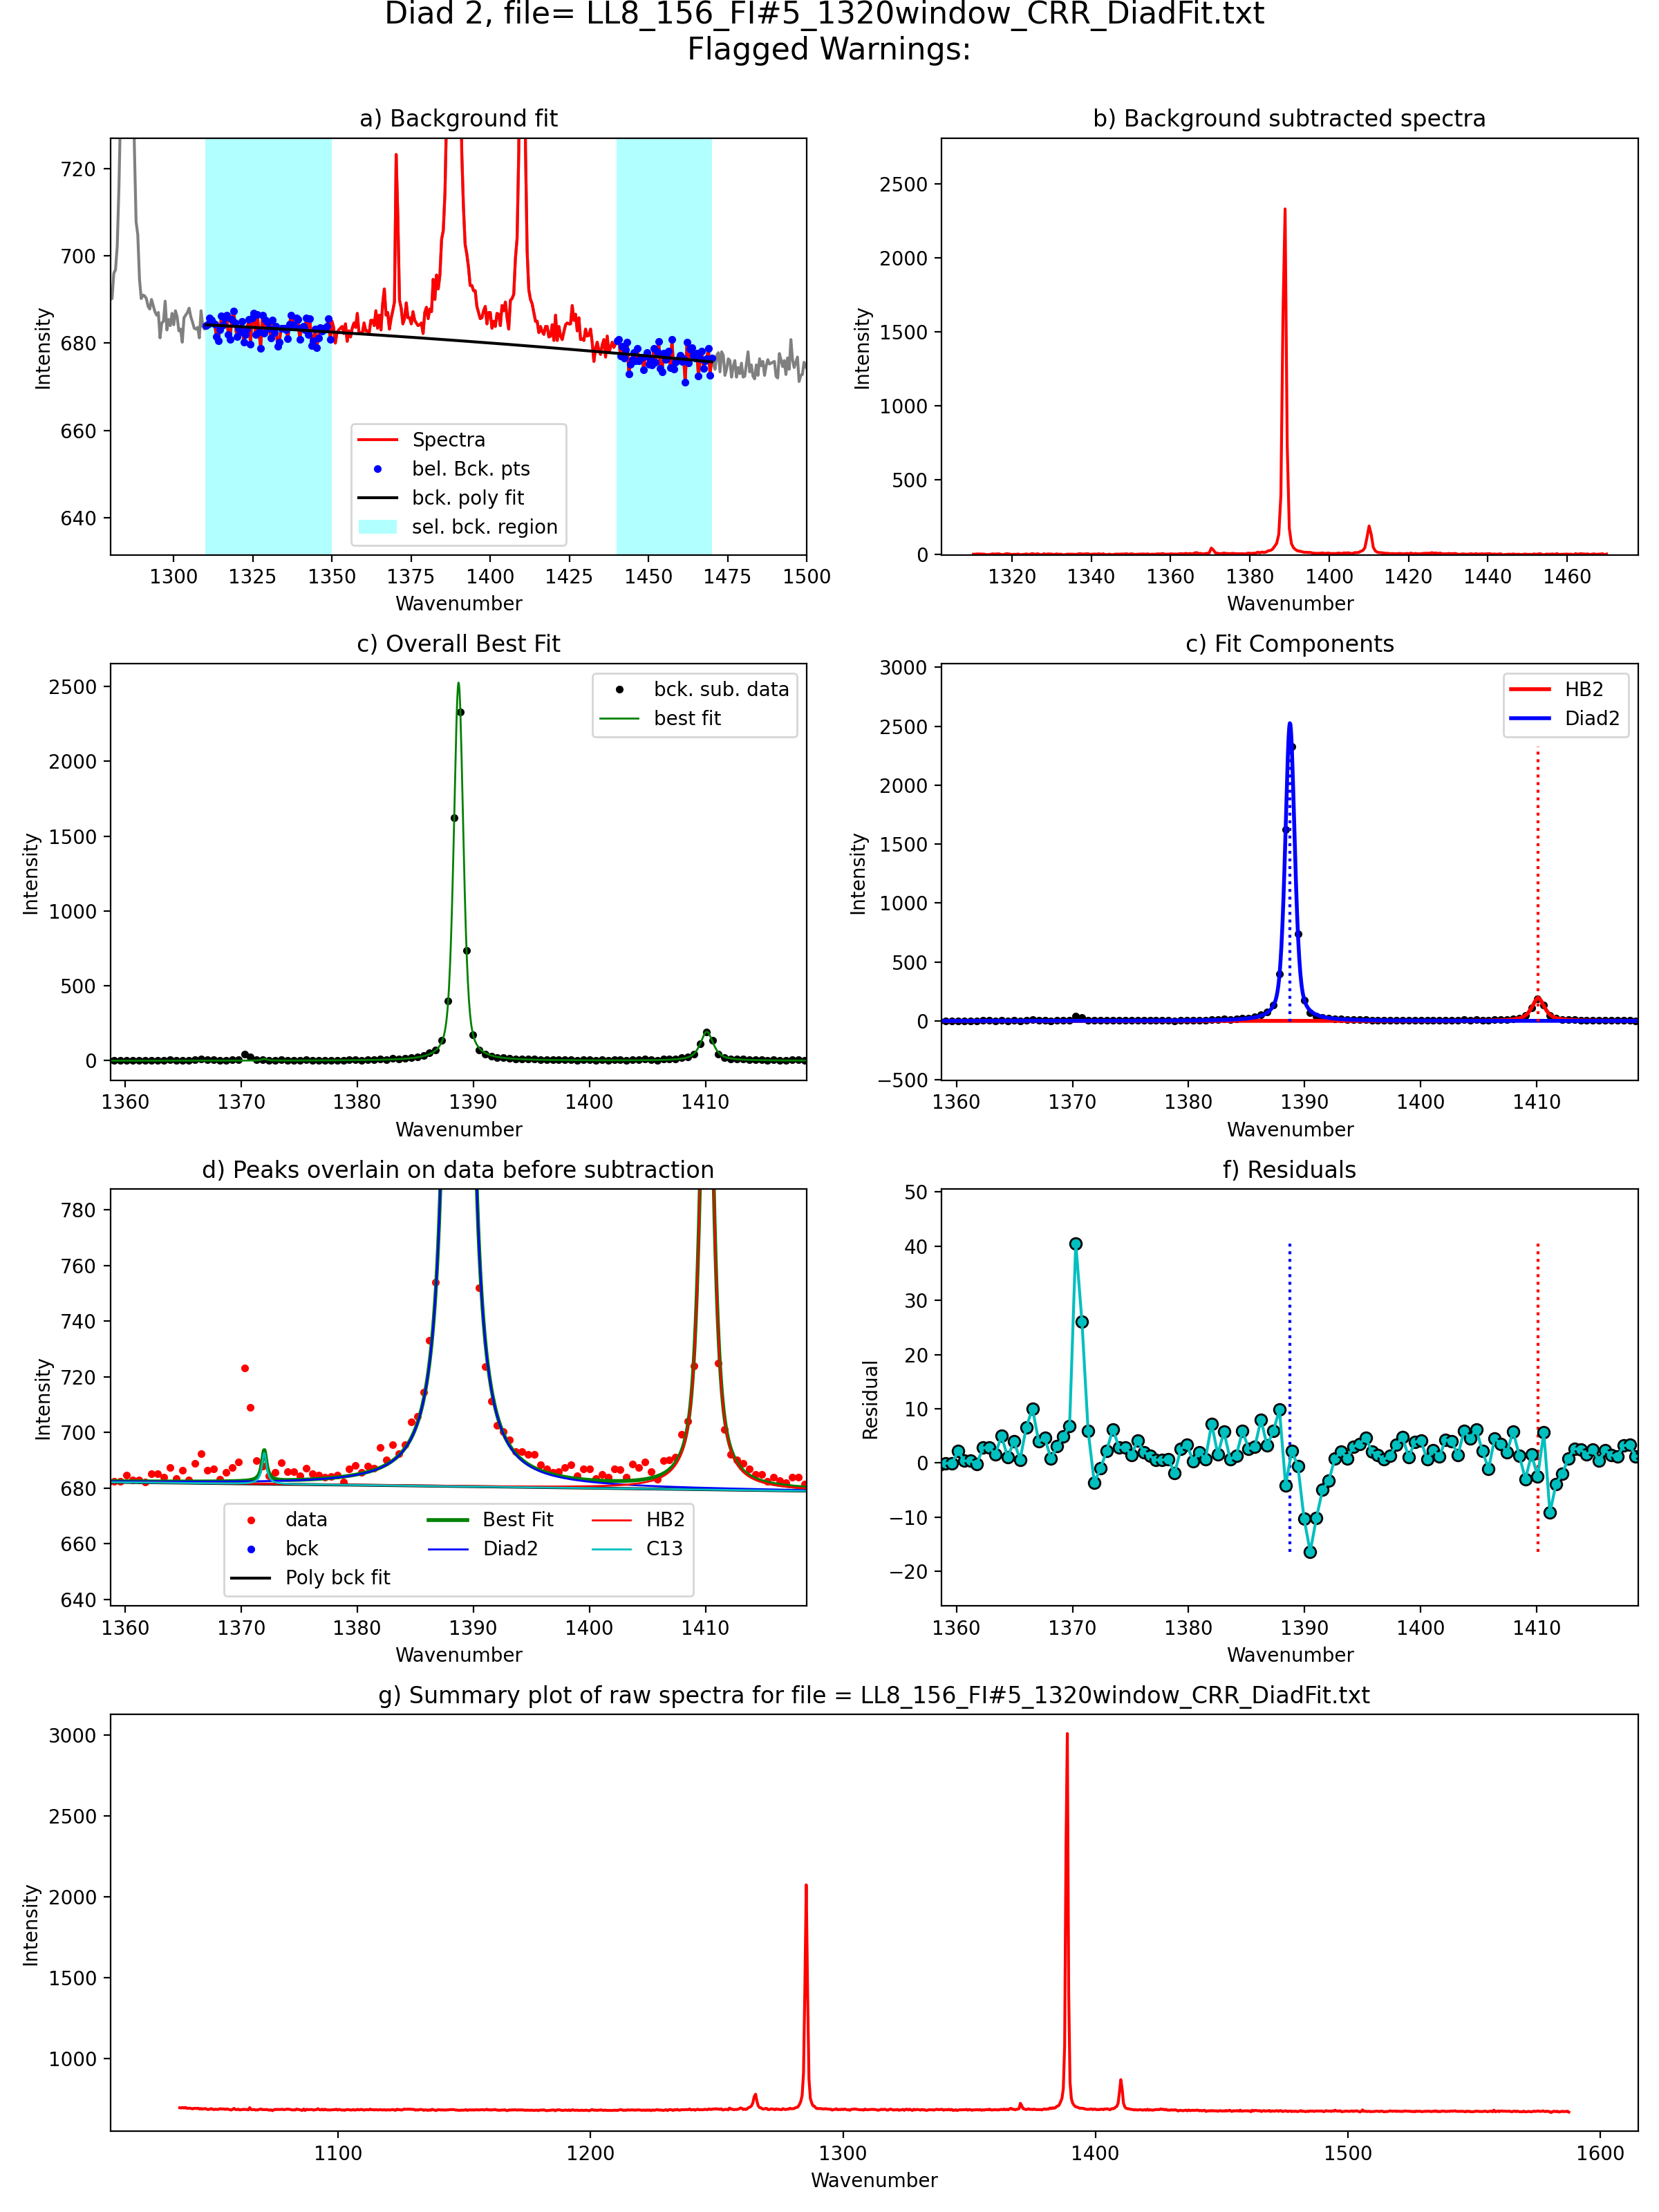 Diad 2, file= LL8_156_FI#5_1320window_CRR_DiadFit.txt
Flagged Warnings:
a) Background fit
720
700
680
660
640
Intensity
Spectra
bel. Bck. pts
bck. poly fit
sel. bck. region
1300 1325 1350 1375 1400 1425 1450 1475 1500
Wavenumber
b) Background subtracted spectra
2500
2000
1500
1000
500
0
Intensity
1320 1340 1360 1380 1400 1420 1440 1460
Wavenumber
c) Overall Best Fit
2500
2000
1500
1000
500
0
Intensity
bck. sub. data
best fit
1360 1370 1380 1390 1400 1410
Wavenumber
c) Fit Components
3000
2500
2000
1500
1000
500
0
−500
Intensity
HB2
Diad2
1360 1370 1380 1390 1400 1410
Wavenumber
d) Peaks overlain on data before subtraction
780
760
740
720
700
680
660
640
Intensity
data Best Fit HB2
bck Diad2 C13
Poly bck fit
1360 1370 1380 1390 1400 1410
Wavenumber
f) Residuals
50
40
30
20
10
0
−10
−20
Residual
1360 1370 1380 1390 1400 1410
Wavenumber
g) Summary plot of raw spectra for file = LL8_156_FI#5_1320window_CRR_DiadFit.txt
3000
2500
2000
1500
1000
Intensity
1100 1200 1300 1400 1500 1600
Wavenumber